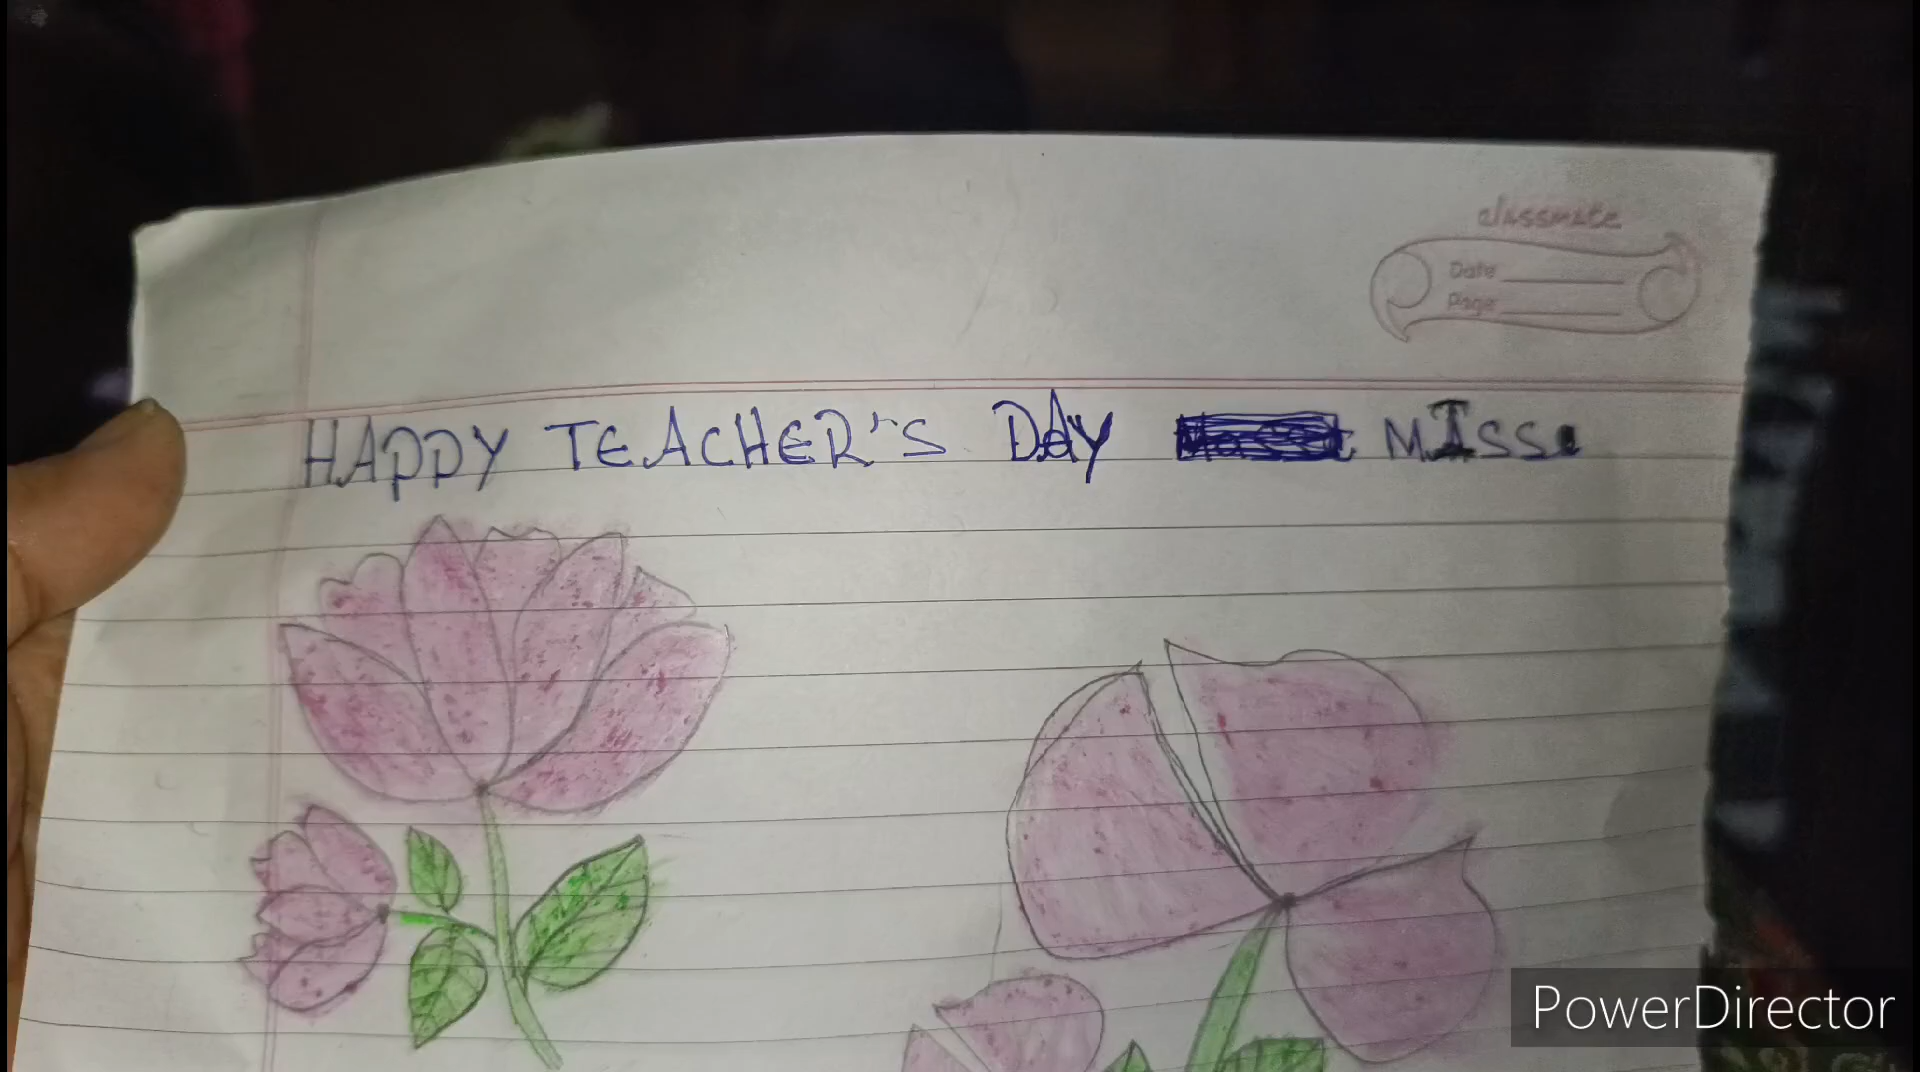 classmate
Date
Page
HAPPY TEACHER'S DAY MISS.
PowerDirector